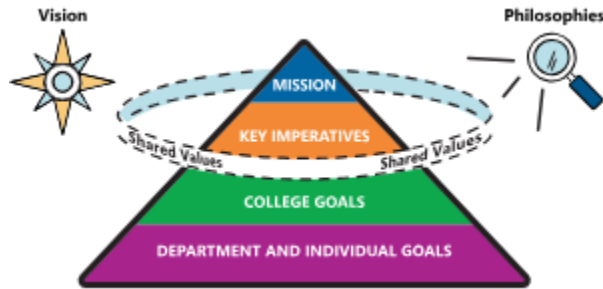 Vision
Philosophies
MISSION
KEY IMPERATIVES
Shared Values
Shared Values
COLLEGE GOALS
DEPARTMENT AND INDIVIDUAL GOALS